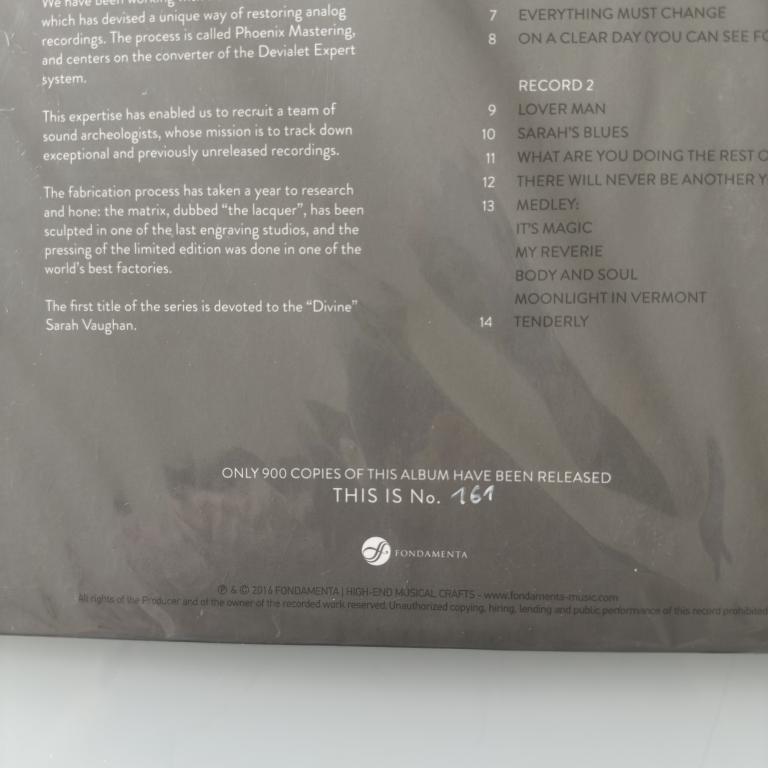 which has devised a unique way of restoring analog
recordings. The process is called Phoenix Mastering,
and centers on the converter of the Devialet Expert
system.
This expertise has enabled us to recruit a team of
sound archeologists, whose mission is to track down
exceptional and previously unreleased recordings.
The fabrication process has taken a year to research
and hone: the matrix, dubbed “the lacquer”, has been
sculpted in one of the last engraving studios, and the
pressing of the limited edition was done in one of the
world's best factories.
The first title of the series is devoted to the “Divine”
Sarah Vaughan.
7 EVERYTHING MUST CHANGE
8 ON A CLEAR DAY (YOU CAN SEE FO
RECORD 2
9 LOVER MAN
10 SARAH'S BLUES
11 WHAT ARE YOU DOING THE REST O
12 THERE WILL NEVER BE ANOTHER Y
13 MEDLEY:
IT'S MAGIC
MY REVERIE
BODY AND SOUL
MOONLIGHT IN VERMONT
14 TENDERLY
ONLY 900 COPIES OF THIS ALBUM HAVE BEEN RELEASED
THIS IS No. 161
FONDAMENTA
℗ & © 2016 FONDAMENTA | HIGH-END MUSICAL CRAFTS - www.fondamenta-music.com
All rights of the Producer and of the owner of the recorded work reserved. Unauthorized copying, hiring, lending and public performance of this record prohibited